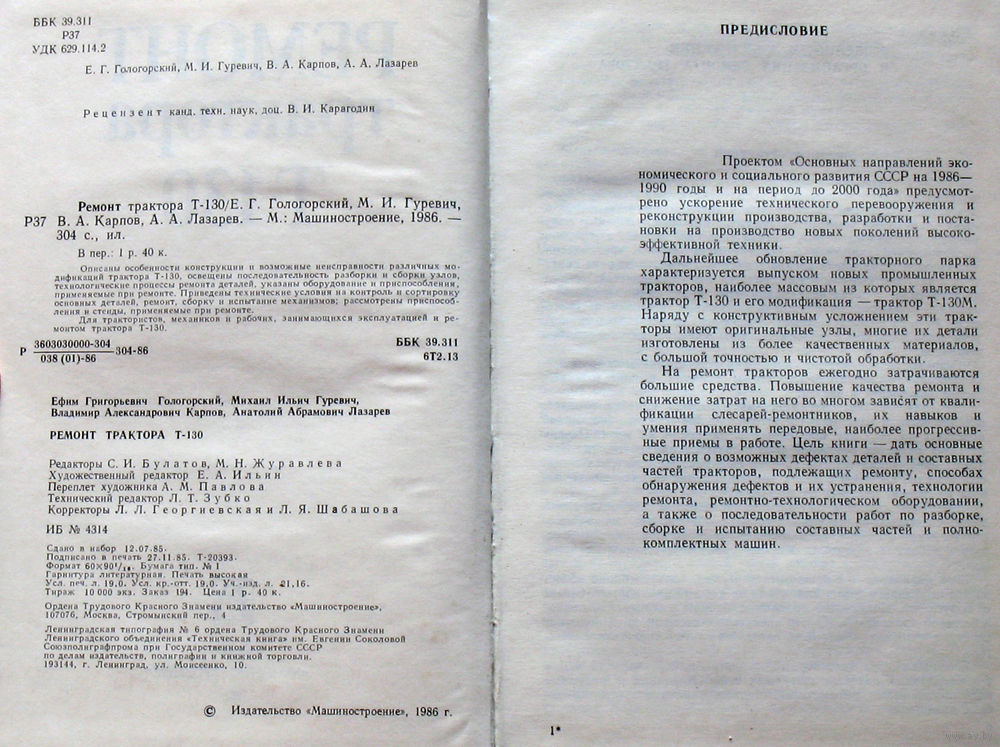 ББК 39.311
Р37
УДК 629.114.2
Е. Г. Гологорский, М. И. Гуревич, В. А. Карпов, А. А. Лазарев
Рецензент канд. техн. наук, доц. В. И. Карагодин
Ремонт трактора Т-130/Е. Г. Гологорский, М. И. Гуревич,
Р37 В. А. Карпов, А. А. Лазарев. — М.: Машиностроение, 1986. —
304 с., ил.
В пер.: 1 р. 40 к.
Описаны особенности конструкции и возможные неисправности различных мо-
дификаций трактора Т-130, освещены последовательность разборки и сборки узлов,
технологические процессы ремонта деталей, указаны оборудование и приспособления,
применяемые при ремонте. Приведены технические условия на контроль и сортировку
основных деталей, ремонт, сборку и испытание механизмов; рассмотрены приспособ-
ления и стенды, применяемые при ремонте.
Для трактористов, механиков и рабочих, занимающихся эксплуатацией и ре-
монтом трактора Т-130.
Р 3603030000-304 / 038 (01)-86 304-86 ББК 39.311
6Т2.13
Ефим Григорьевич Гологорский, Михаил Ильич Гуревич,
Владимир Александрович Карпов, Анатолий Абрамович Лазарев
РЕМОНТ ТРАКТОРА Т-130
Редакторы С. И. Булатов, М. Н. Журавлева
Художественный редактор Е. А. Ильин
Переплет художника А. М. Павлова
Технический редактор Л. Т. Зубко
Корректоры Л. Л. Георгиевская и Л. Я. Шабашова
ИБ № 4314
Сдано в набор 12.07.85.
Подписано в печать 27.11.85. Т-20393.
Формат 60×90¹/₁₆. Бумага тип. № 1
Гарнитура литературная. Печать высокая
Усл. печ. л. 19,0. Усл. кр.-отт. 19,0. Уч.-изд. л. 21,16.
Тираж 10 000 экз. Заказ 194. Цена 1 р. 40 к.
Ордена Трудового Красного Знамени издательство «Машиностроение»,
107076, Москва, Стромынский пер., 4
Ленинградская типография № 6 ордена Трудового Красного Знамени
Ленинградского объединения «Техническая книга» им. Евгении Соколовой
Союзполиграфпрома при Государственном комитете СССР
по делам издательств, полиграфии и книжной торговли.
193144, г. Ленинград, ул. Моисеенко, 10.
© Издательство «Машиностроение», 1986 г.
ПРЕДИСЛОВИЕ
Проектом «Основных направлений эко-
номического и социального развития СССР на 1986—
1990 годы и на период до 2000 года» предусмот-
рено ускорение технического перевооружения и
реконструкции производства, разработки и поста-
новки на производство новых поколений высоко-
эффективной техники.
Дальнейшее обновление тракторного парка
характеризуется выпуском новых промышленных
тракторов, наиболее массовым из которых является
трактор Т-130 и его модификация — трактор Т-130М.
Наряду с конструктивным усложнением эти трак-
торы имеют оригинальные узлы, многие их детали
изготовлены из более качественных материалов,
с большой точностью и чистотой обработки.
На ремонт тракторов ежегодно затрачиваются
большие средства. Повышение качества ремонта и
снижение затрат на него во многом зависят от квали-
фикации слесарей-ремонтников, их навыков и
умения применять передовые, наиболее прогрессив-
ные приемы в работе. Цель книги — дать основные
сведения о возможных дефектах деталей и составных
частей тракторов, подлежащих ремонту, способах
обнаружения дефектов и их устранения, технологии
ремонта, ремонтно-технологическом оборудовании,
а также о последовательности работ по разборке,
сборке и испытанию составных частей и полно-
комплектных машин.
1*
www.ay.by